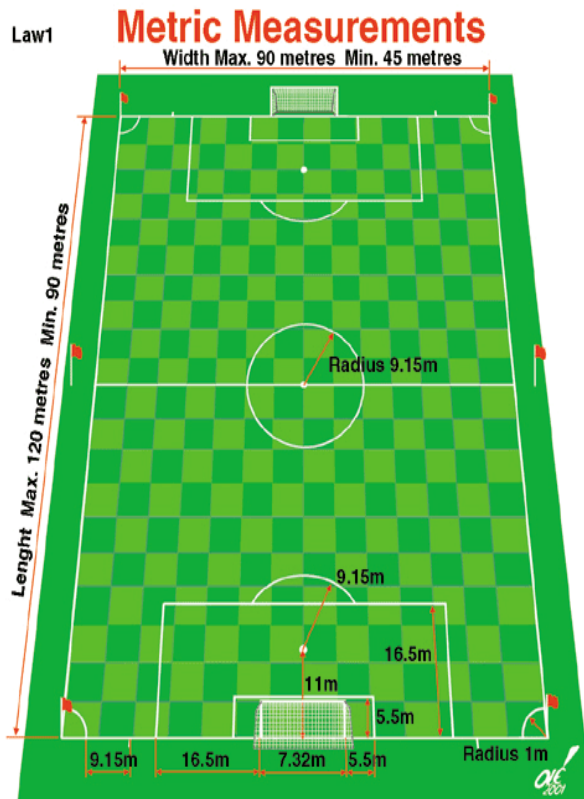 Law1
Metric Measurements
Width Max. 90 metres Min. 45 metres
Lenght Max. 120 metres Min. 90 metres
Radius 9.15m
9.15m
16.5m
11m
5.5m
Radius 1m
9.15m
16.5m
7.32m
5.5m
OlÉ
2001